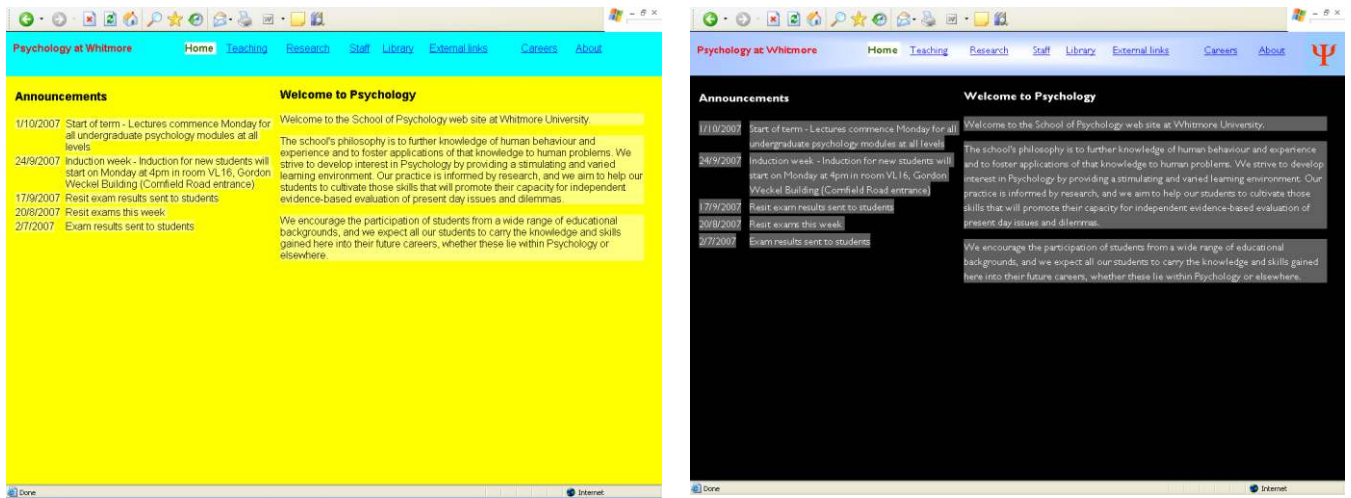 Psychology at Whitmore Home Teaching Research Staff Library External links Careers About
Announcements
1/10/2007 Start of term - Lectures commence Monday for
all undergraduate psychology modules at all
levels
24/9/2007 Induction week - Induction for new students will
start on Monday at 4pm in room VL16, Gordon
Weckel Building (Cornfield Road entrance)
17/9/2007 Resit exam results sent to students
20/8/2007 Resit exams this week
2/7/2007 Exam results sent to students
Welcome to Psychology
Welcome to the School of Psychology web site at Whitmore University.
The school's philosophy is to further knowledge of human behaviour and
experience and to foster applications of that knowledge to human problems. We
strive to develop interest in Psychology by providing a stimulating and varied
learning environment. Our practice is informed by research, and we aim to help our
students to cultivate those skills that will promote their capacity for independent
evidence-based evaluation of present day issues and dilemmas.
We encourage the participation of students from a wide range of educational
backgrounds, and we expect all our students to carry the knowledge and skills
gained here into their future careers, whether these lie within Psychology or
elsewhere.
Done Internet
Psychology at Whitmore Home Teaching Research Staff Library External links Careers About Ψ
Announcements
1/10/2007 Start of term - Lectures commence Monday for all
undergraduate psychology modules at all levels
24/9/2007 Induction week - Induction for new students will
start on Monday at 4pm in room VL16, Gordon
Weckel Building (Cornfield Road entrance)
17/9/2007 Resit exam results sent to students
20/8/2007 Resit exams this week
2/7/2007 Exam results sent to students
Welcome to Psychology
Welcome to the School of Psychology web site at Whitmore University.
The school's philosophy is to further knowledge of human behaviour and experience
and to foster applications of that knowledge to human problems. We strive to develop
interest in Psychology by providing a stimulating and varied learning environment. Our
practice is informed by research, and we aim to help our students to cultivate those
skills that will promote their capacity for independent evidence-based evaluation of
present day issues and dilemmas.
We encourage the participation of students from a wide range of educational
backgrounds, and we expect all our students to carry the knowledge and skills gained
here into their future careers, whether these lie within Psychology or elsewhere.
Done Internet